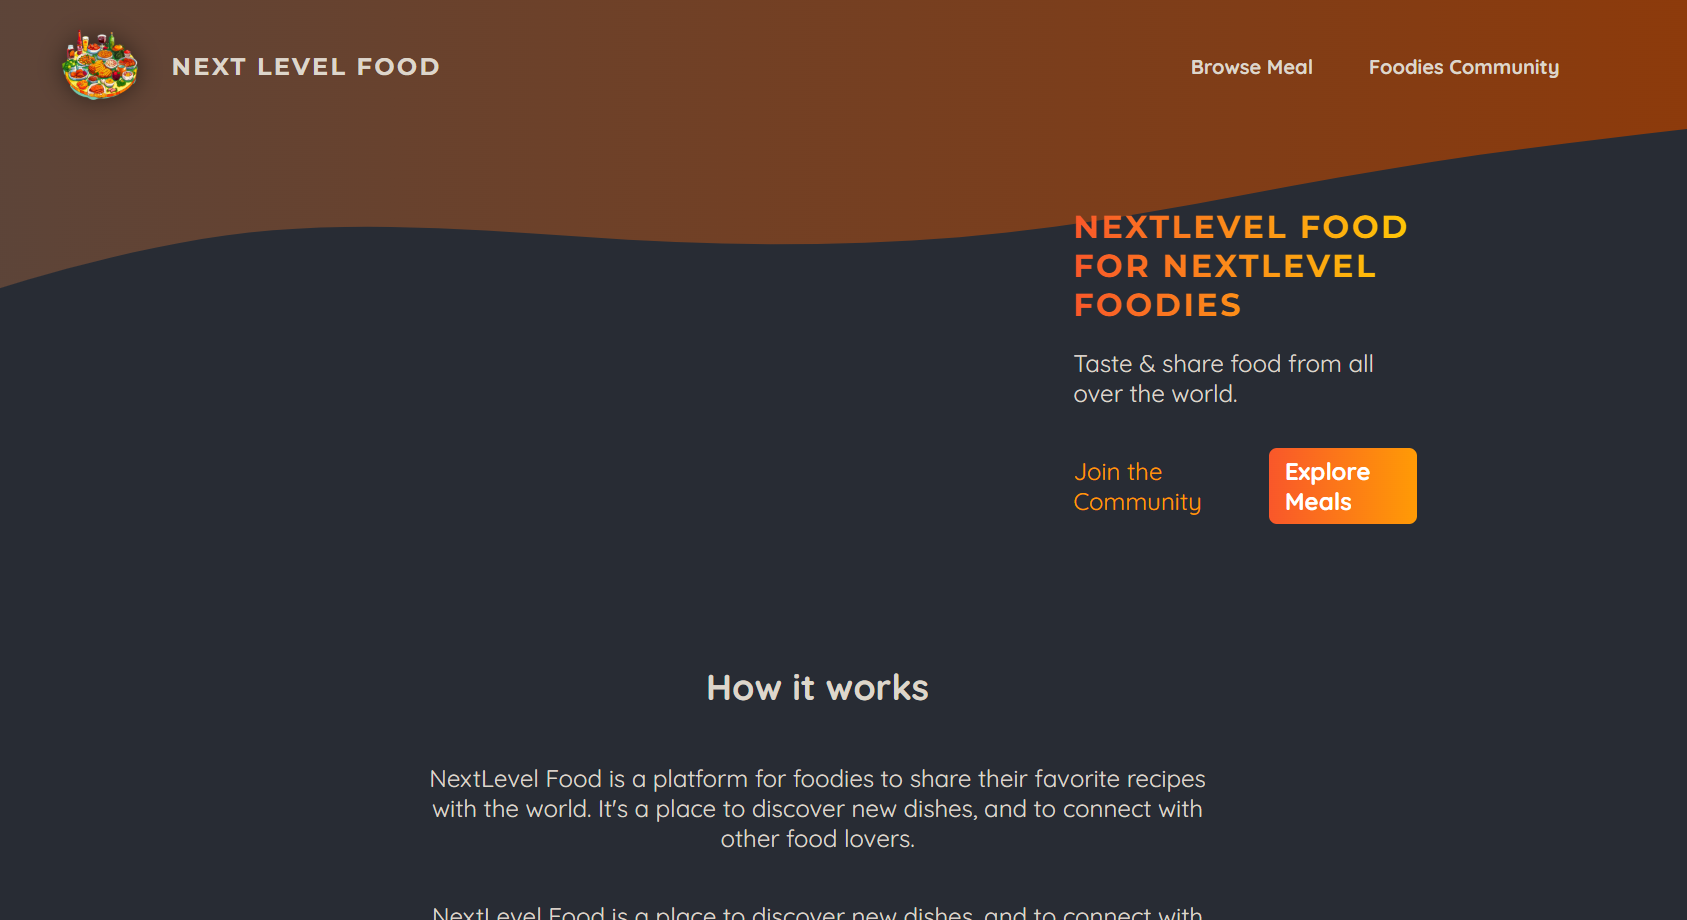 NEXT LEVEL FOOD
Browse Meal
Foodies Community
NEXTLEVEL FOOD
FOR NEXTLEVEL
FOODIES
Taste & share food from all
over the world.
Join the
Community
Explore
Meals
How it works
NextLevel Food is a platform for foodies to share their favorite recipes
with the world. It's a place to discover new dishes, and to connect with
other food lovers.
NextLevel Food is a place to discover new dishes, and to connect with